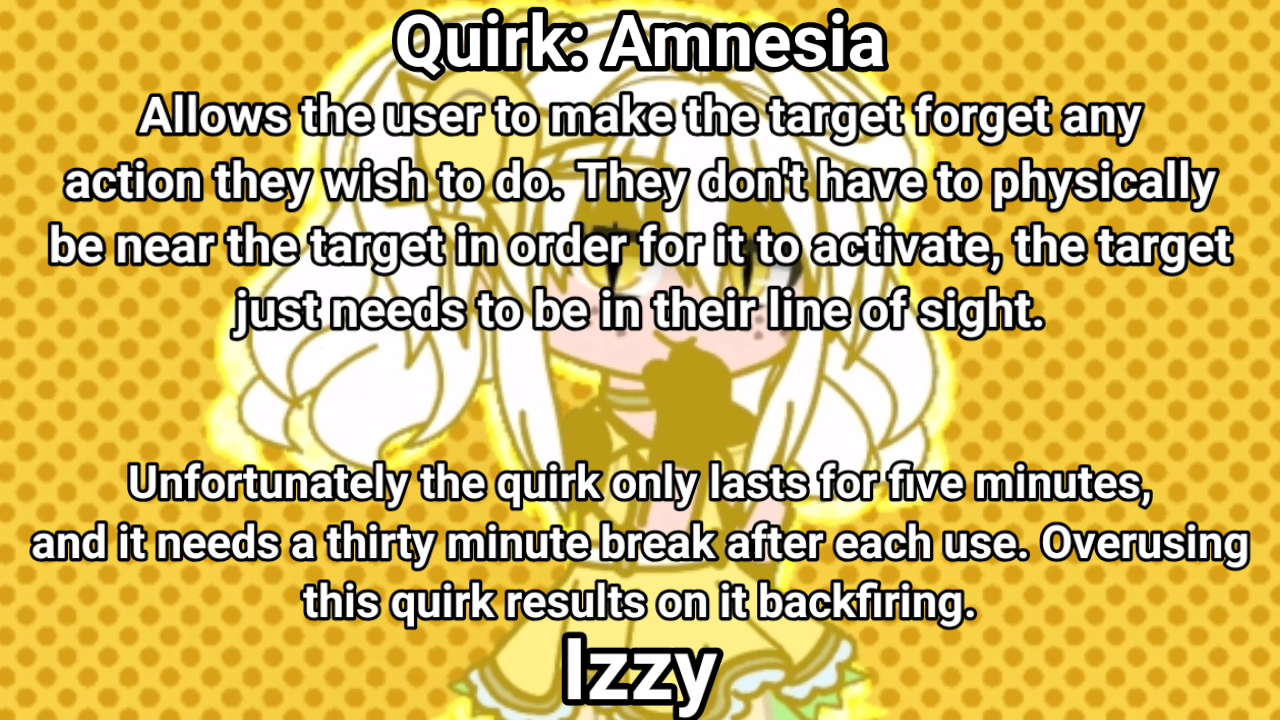 Quirk: Amnesia
Allows the user to make the target forget any
action they wish to do. They don't have to physically
be near the target in order for it to activate, the target
just needs to be in their line of sight.
Unfortunately the quirk only lasts for five minutes,
and it needs a thirty minute break after each use. Overusing
this quirk results on it backfiring.
Izzy